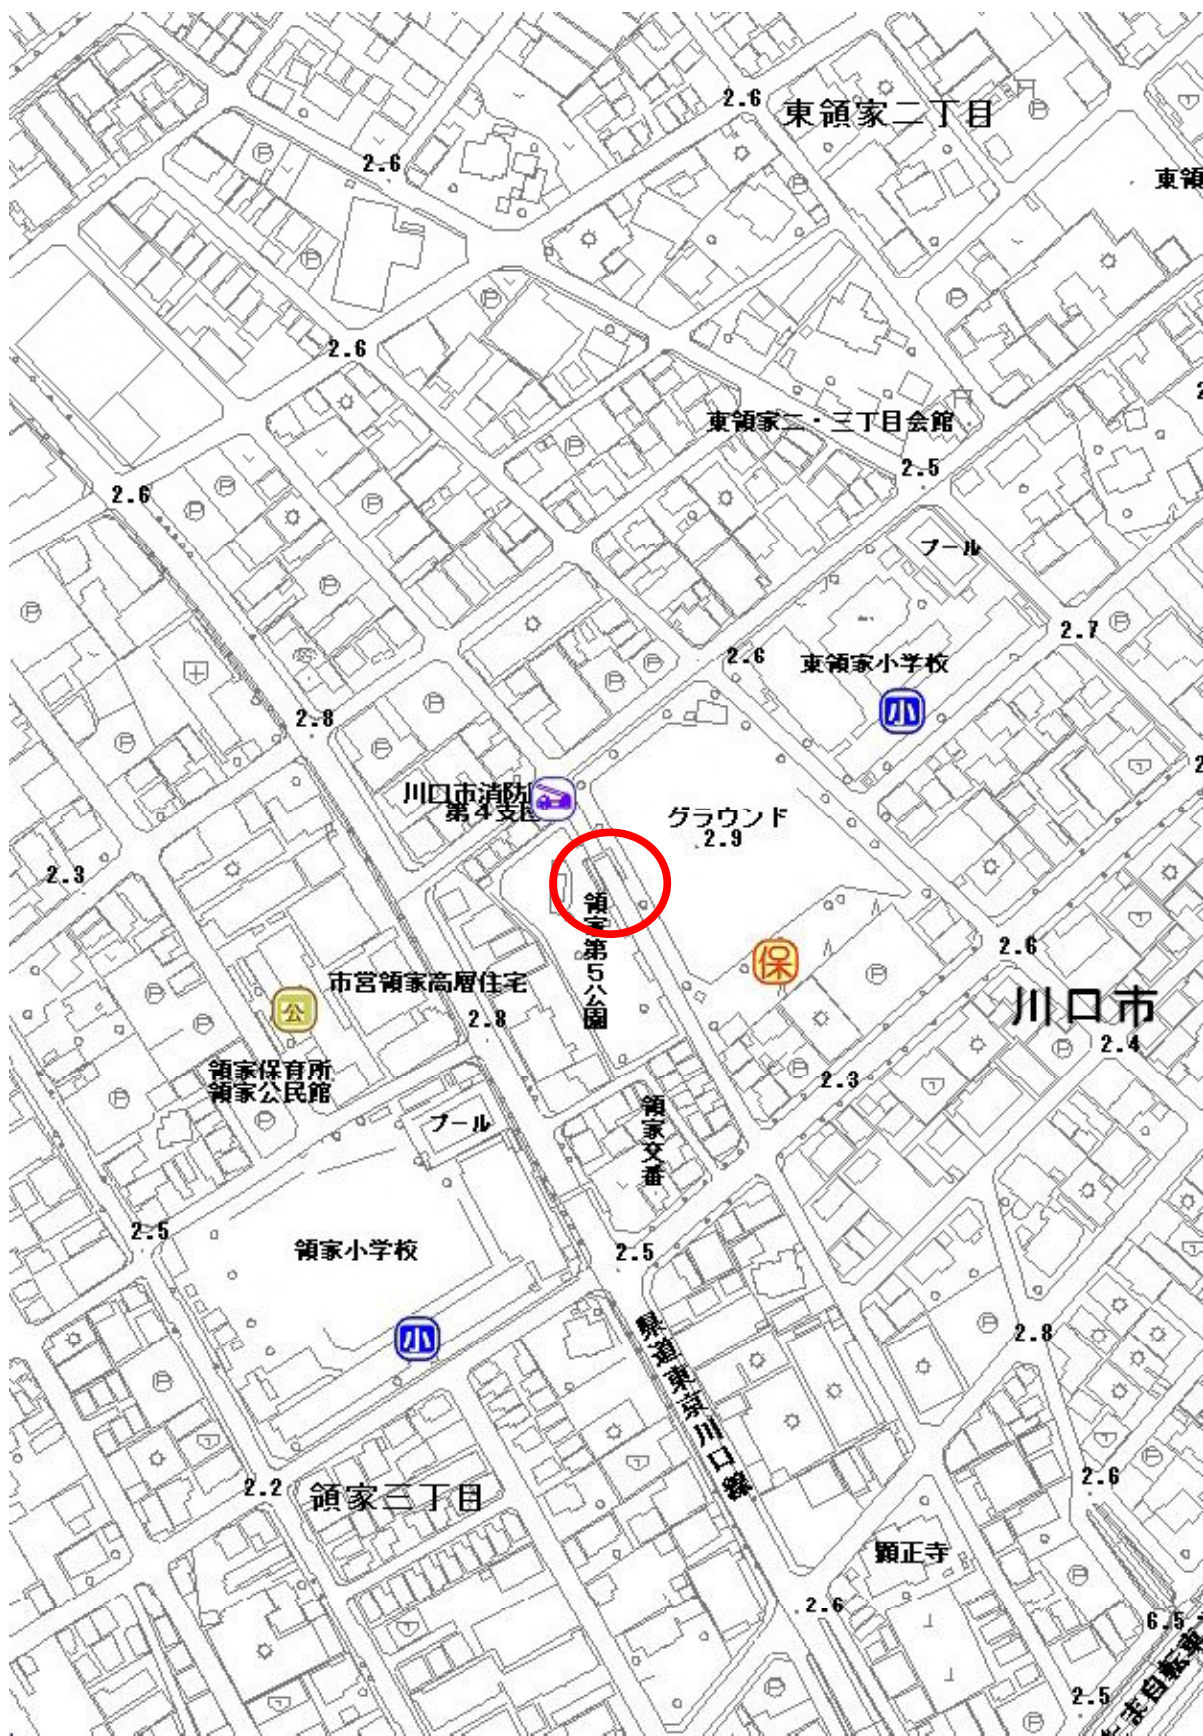 2.6
東領家二丁目
2.6
東領
2.6
東領家二・三丁目会館
2.5
2.6
プール
2.7
2.6
東領家小学校
小
2.8
川口市消防
第4支
グラウンド
2.9
2.3
領家第5公園
保
2.6
市営領家高層住宅
公
2.8
川口市
2.4
領家保育所
領家公民館
2.3
プール
領家交番
2.5
領家小学校
2.5
小
県道東京川口線
2.8
2.2
領家三丁目
2.6
顕正寺
2.6
6.5
2.5
自転車